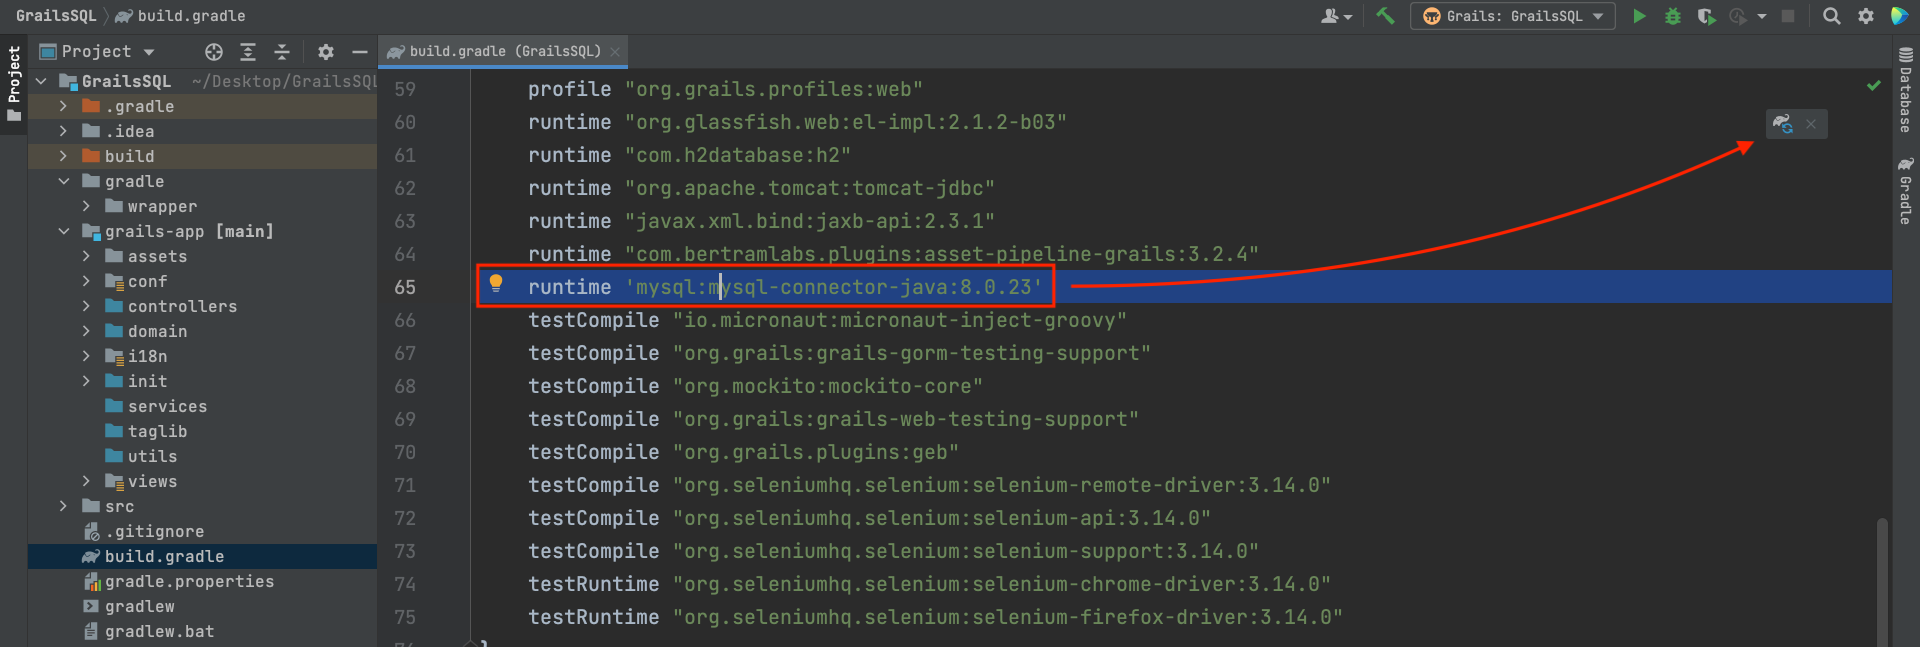 GrailsSQL
build.gradle
Grails: GrailsSQL
Project
Project
build.gradle (GrailsSQL)
GrailsSQL ~/Desktop/GrailsSQL
.gradle
.idea
build
gradle
wrapper
grails-app [main]
assets
conf
controllers
domain
i18n
init
services
taglib
utils
views
src
.gitignore
build.gradle
gradle.properties
gradlew
gradlew.bat
59 profile "org.grails.profiles:web"
60 runtime "org.glassfish.web:el-impl:2.1.2-b03"
61 runtime "com.h2database:h2"
62 runtime "org.apache.tomcat:tomcat-jdbc"
63 runtime "javax.xml.bind:jaxb-api:2.3.1"
64 runtime "com.bertramlabs.plugins:asset-pipeline-grails:3.2.4"
65 runtime 'mysql:mysql-connector-java:8.0.23'
66 testCompile "io.micronaut:micronaut-inject-groovy"
67 testCompile "org.grails:grails-gorm-testing-support"
68 testCompile "org.mockito:mockito-core"
69 testCompile "org.grails:grails-web-testing-support"
70 testCompile "org.grails.plugins:geb"
71 testCompile "org.seleniumhq.selenium:selenium-remote-driver:3.14.0"
72 testCompile "org.seleniumhq.selenium:selenium-api:3.14.0"
73 testCompile "org.seleniumhq.selenium:selenium-support:3.14.0"
74 testRuntime "org.seleniumhq.selenium:selenium-chrome-driver:3.14.0"
75 testRuntime "org.seleniumhq.selenium:selenium-firefox-driver:3.14.0"
Database
Gradle